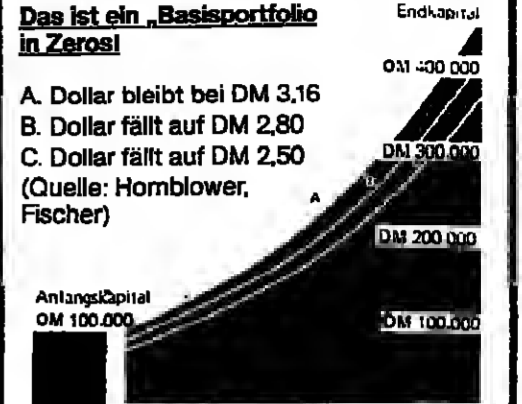 Das ist ein „Basisportfolio
in Zeros!
A. Dollar bleibt bei DM 3,16
B. Dollar fällt auf DM 2,80
C. Dollar fällt auf DM 2,50
(Quelle: Hornblower,
Fischer)
Endkapital
DM 400 000
DM 300.000
A
B
DM 200 000
Anfangskapital
DM 100.000
DM 100.000